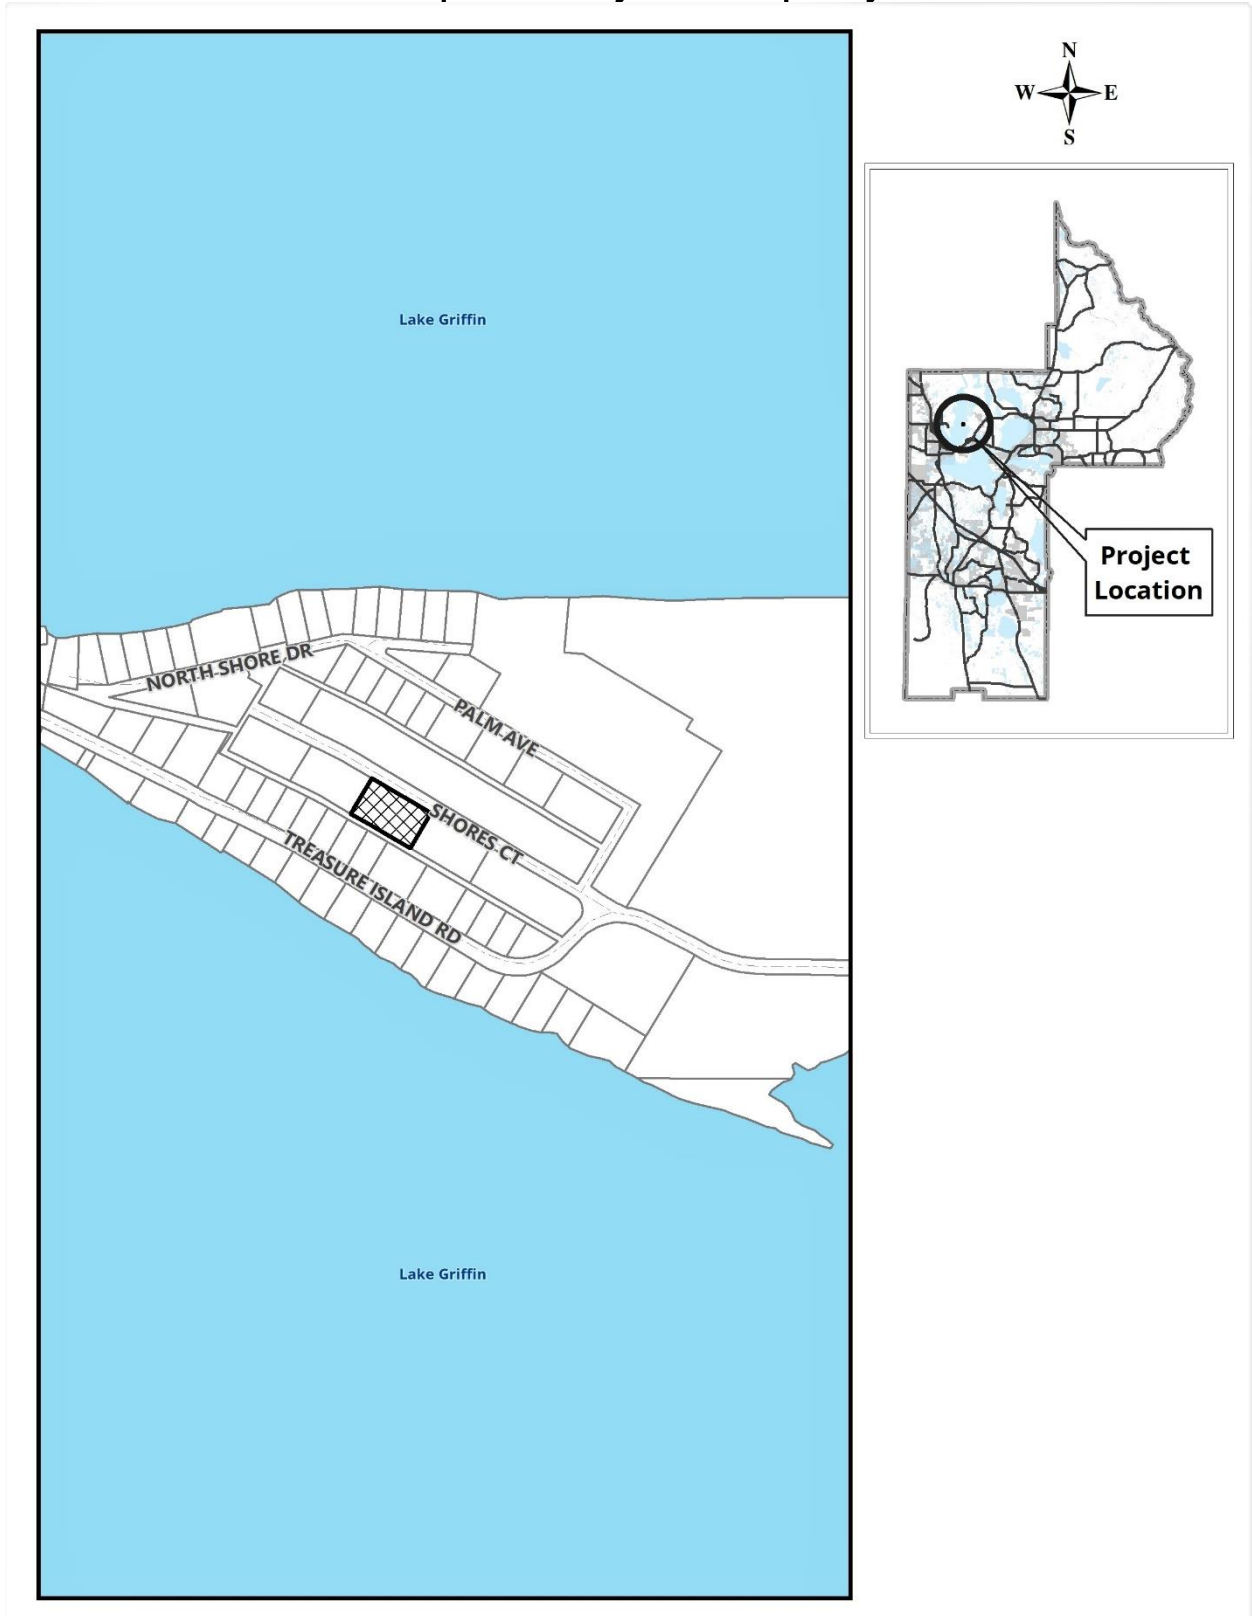 N
W E
S
Lake Griffin
Project
Location
NORTH SHORE DR
PALM AVE
SHORES CT
TREASURE ISLAND RD
Lake Griffin